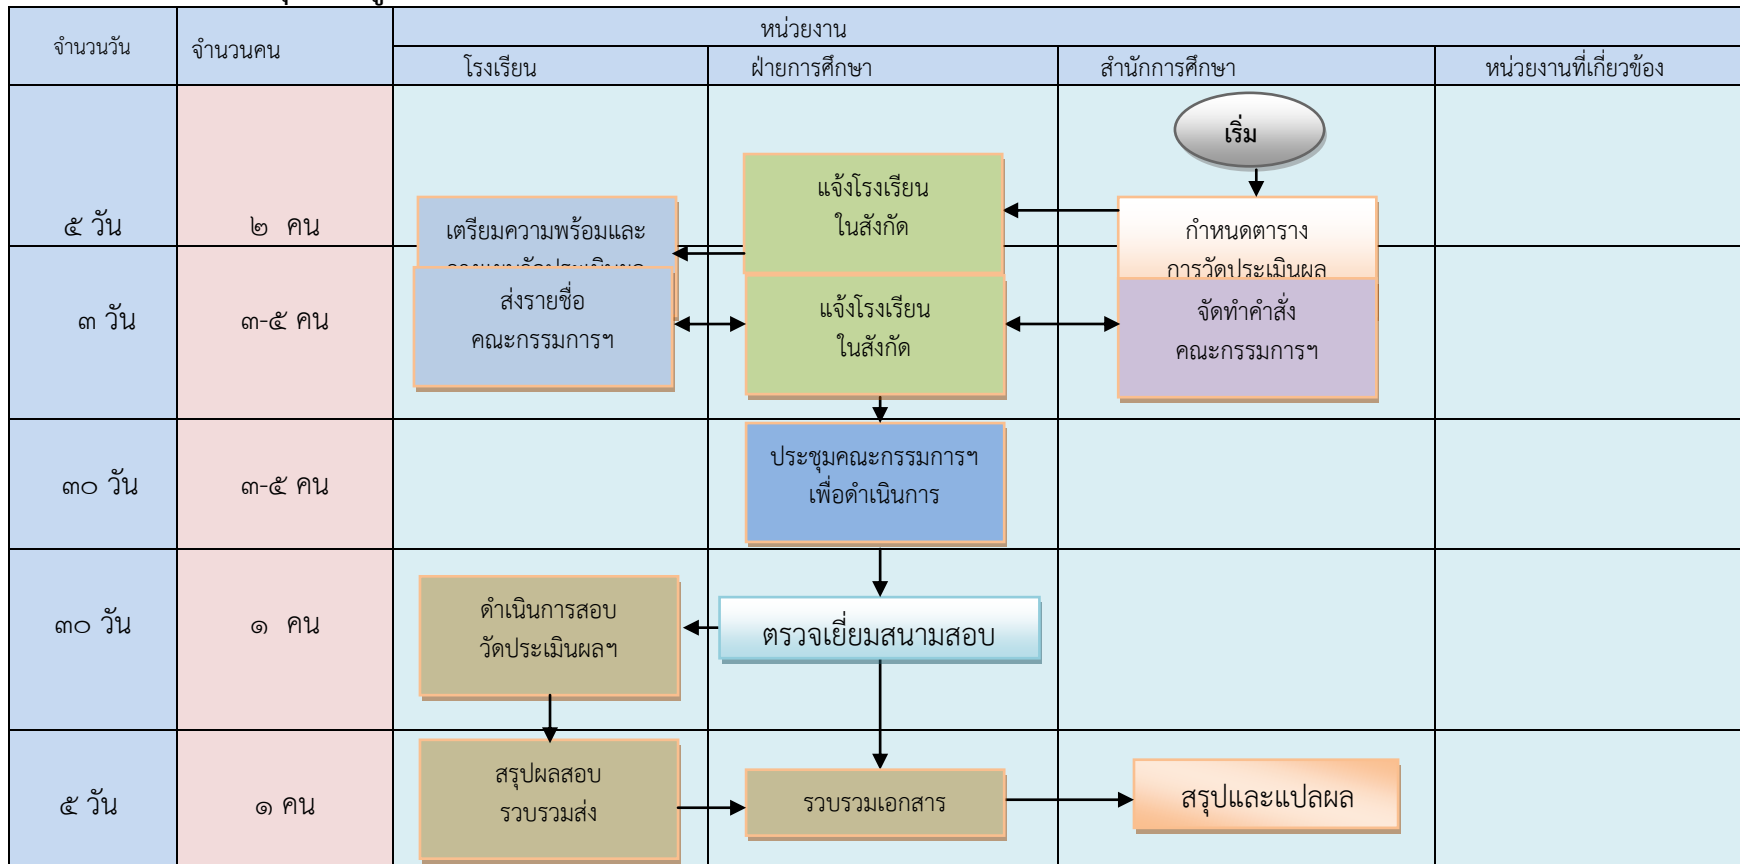 หน่วยงาน
จำนวนวัน
จำนวนคน
โรงเรียน
ฝ่ายการศึกษา
สำนักการศึกษา
หน่วยงานที่เกี่ยวข้อง
เริ่ม
๕ วัน
๒ คน
เตรียมความพร้อมและ
แจ้งโรงเรียน
ในสังกัด
กำหนดตาราง
การวัดประเมินผล
๓ วัน
๓-๕ คน
ส่งรายชื่อ
คณะกรรมการฯ
แจ้งโรงเรียน
ในสังกัด
จัดทำคำสั่ง
คณะกรรมการฯ
๓๐ วัน
๓-๕ คน
ประชุมคณะกรรมการฯ
เพื่อดำเนินการ
๓๐ วัน
๑ คน
ดำเนินการสอบ
วัดประเมินผลฯ
ตรวจเยี่ยมสนามสอบ
๕ วัน
๑ คน
สรุปผลสอบ
รวบรวมส่ง
รวบรวมเอกสาร
สรุปและแปลผล